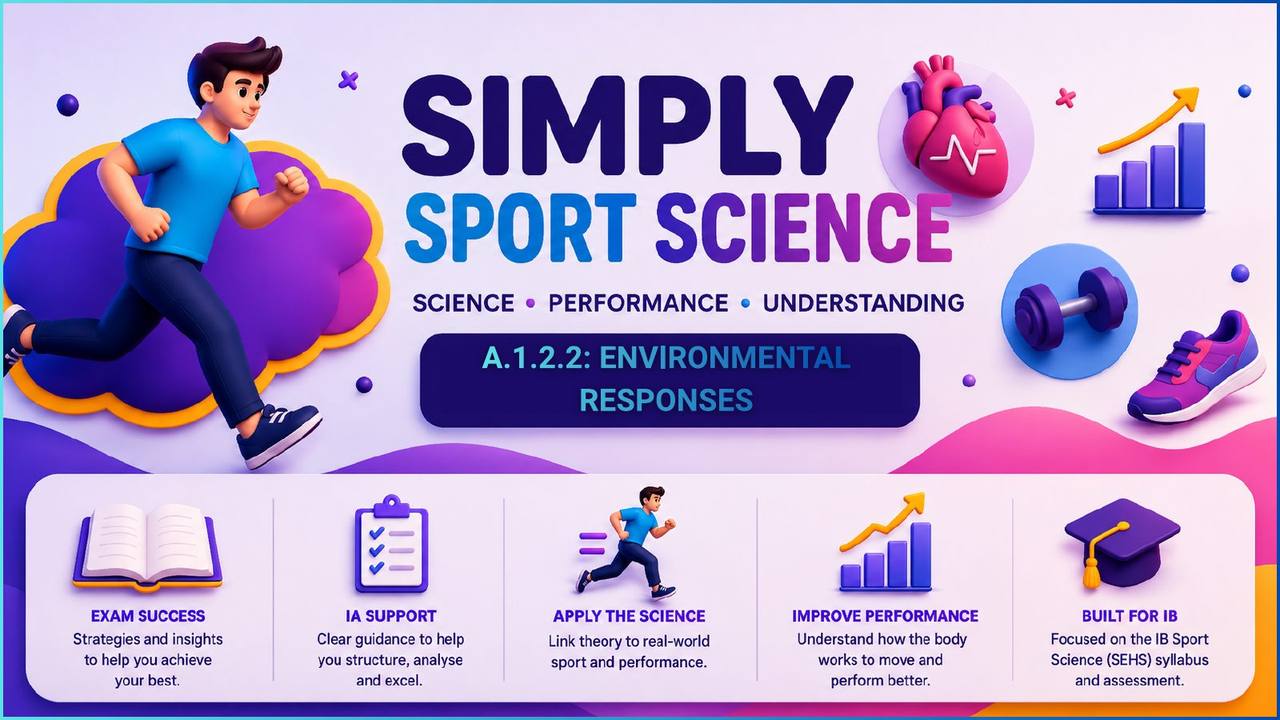 SIMPLY
SPORT SCIENCE
SCIENCE • PERFORMANCE • UNDERSTANDING
A.1.2.2: ENVIRONMENTAL
RESPONSES
EXAM SUCCESS
Strategies and insights
to help you achieve
your best.
IA SUPPORT
Clear guidance to help
you structure, analyse
and excel.
APPLY THE SCIENCE
Link theory to real-world
sport and performance.
IMPROVE PERFORMANCE
Understand how the body
works to move and
perform better.
BUILT FOR IB
Focused on the IB Sport
Science (SEHS) syllabus
and assessment.